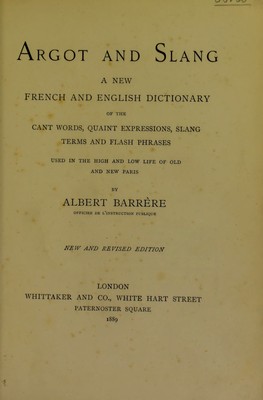 ARGOT AND SLANG
A NEW
FRENCH AND ENGLISH DICTIONARY
OF THE
CANT WORDS, QUAINT EXPRESSIONS, SLANG
TERMS AND FLASH PHRASES
USED IN THE HIGH AND LOW LIFE OF OLD
AND NEW PARIS
BY
ALBERT BARRÈRE
OFFICIER DE L'INSTRUCTION PUBLIQUE
NEW AND REVISED EDITION
LONDON
WHITTAKER AND CO., WHITE HART STREET
PATERNOSTER SQUARE
1889